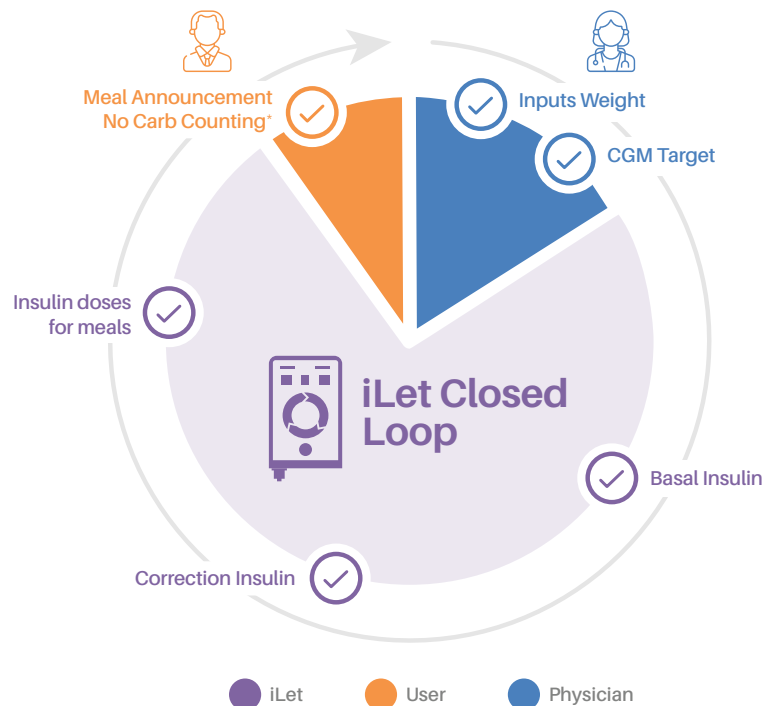 Meal Announcement
No Carb Counting*
Inputs Weight
CGM Target
Insulin doses
for meals
iLet Closed
Loop
Basal Insulin
Correction Insulin
iLet
User
Physician